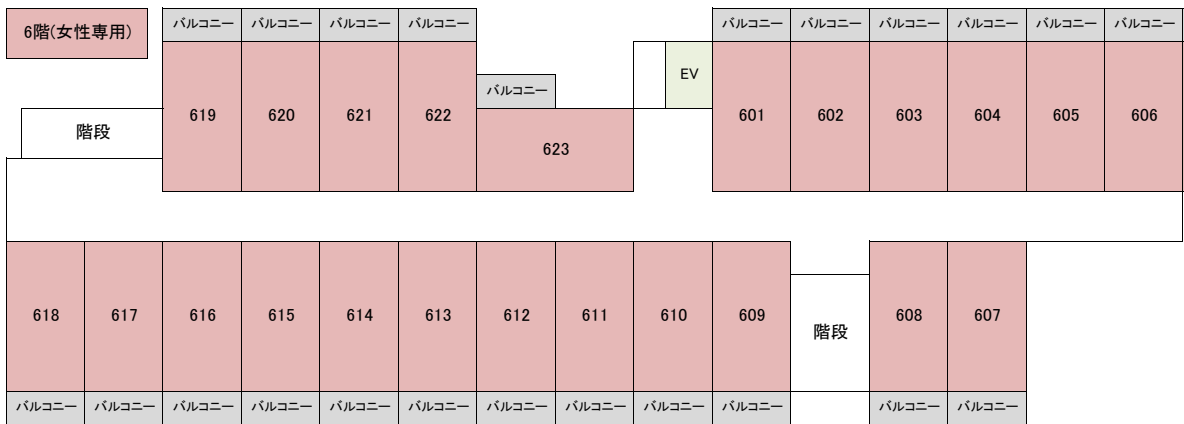 6階(女性専用)
バルコニー バルコニー バルコニー バルコニー
バルコニー バルコニー バルコニー バルコニー バルコニー バルコニー
EV
バルコニー
階段
619 620 621 622
623
601 602 603 604 605 606
618 617 616 615 614 613 612 611 610 609
階段
608 607
バルコニー バルコニー バルコニー バルコニー バルコニー バルコニー バルコニー バルコニー バルコニー バルコニー
バルコニー バルコニー